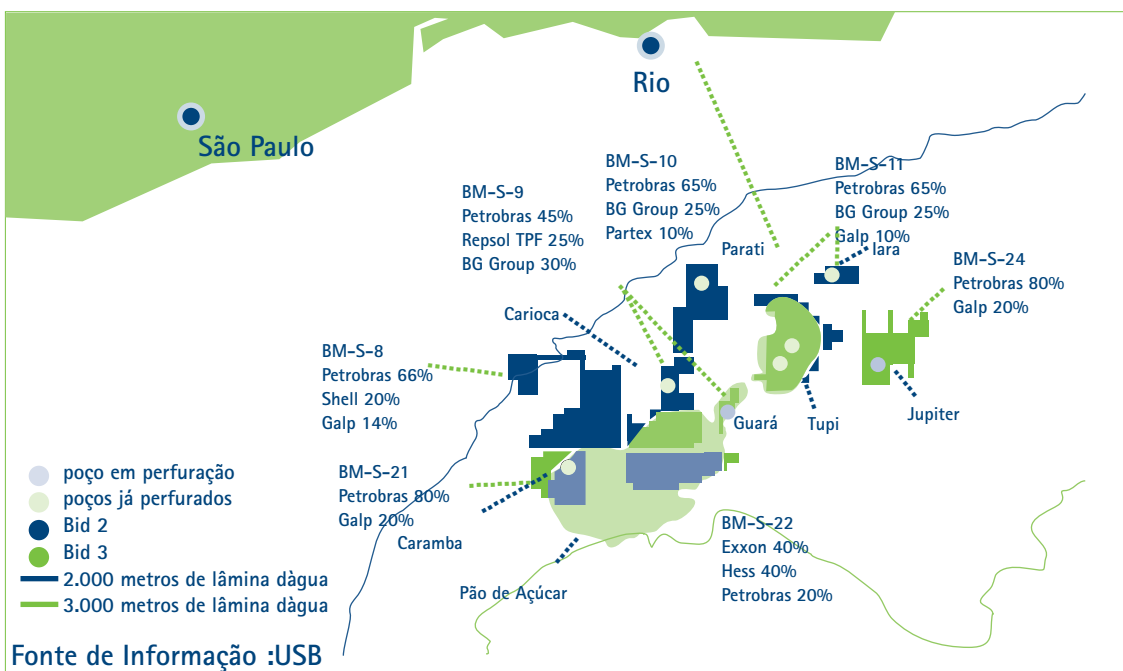 Rio
São Paulo
BM-S-10
Petrobras 65%
BG Group 25%
Partex 10%
Parati
BM-S-11
Petrobras 65%
BG Group 25%
Galp 10%
Iara
BM-S-9
Petrobras 45%
Repsol TPF 25%
BG Group 30%
BM-S-24
Petrobras 80%
Galp 20%
Carioca
BM-S-8
Petrobras 66%
Shell 20%
Galp 14%
Guará
Tupi
Jupiter
BM-S-21
Petrobras 80%
Galp 20%
Caramba
Pão de Açúcar
BM-S-22
Exxon 40%
Hess 40%
Petrobras 20%
poço em perfuração
poços já perfurados
Bid 2
Bid 3
2.000 metros de lâmina dàgua
3.000 metros de lâmina dàgua
Fonte de Informação :USB